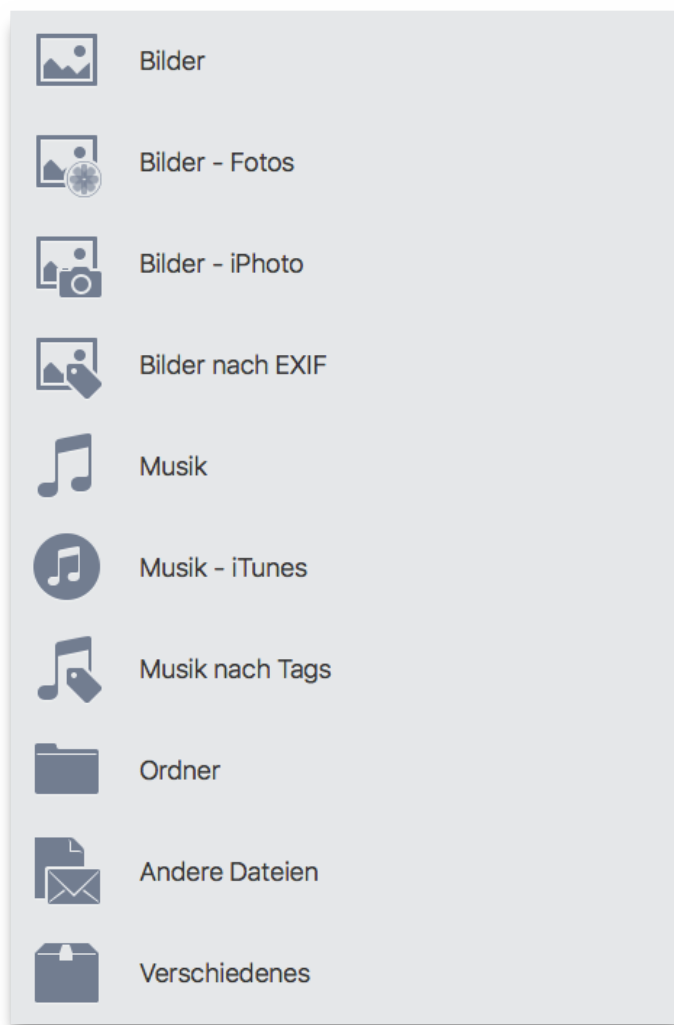 Bilder
Bilder - Fotos
Bilder - iPhoto
Bilder nach EXIF
Musik
Musik - iTunes
Musik nach Tags
Ordner
Andere Dateien
Verschiedenes